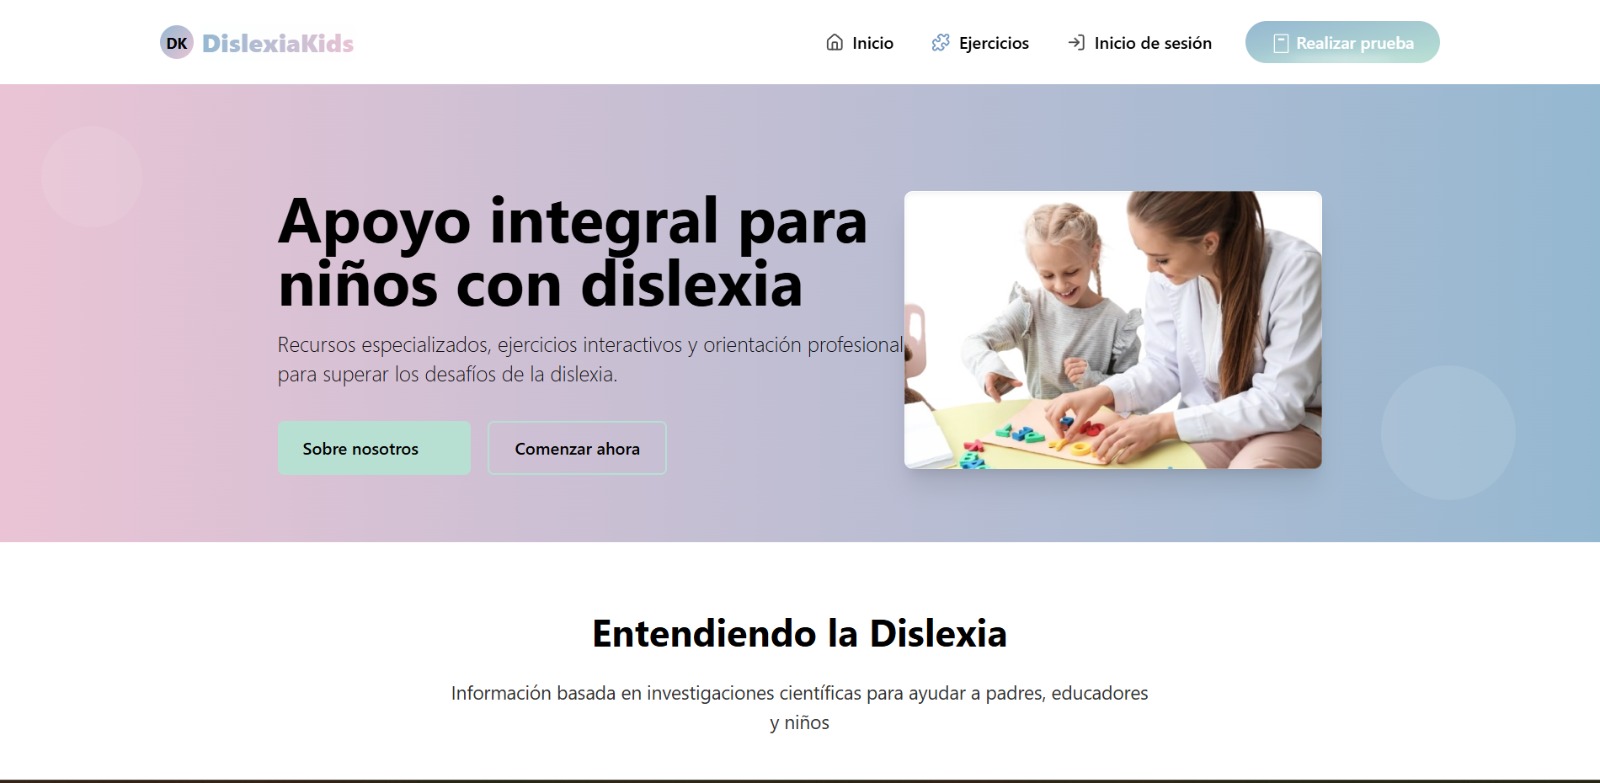 DK DislexiaKids Inicio Ejercicios Inicio de sesión Realizar prueba
Apoyo integral para
niños con dislexia
Recursos especializados, ejercicios interactivos y orientación profesional
para superar los desafíos de la dislexia.
Sobre nosotros Comenzar ahora
Entendiendo la Dislexia
Información basada en investigaciones científicas para ayudar a padres, educadores
y niños